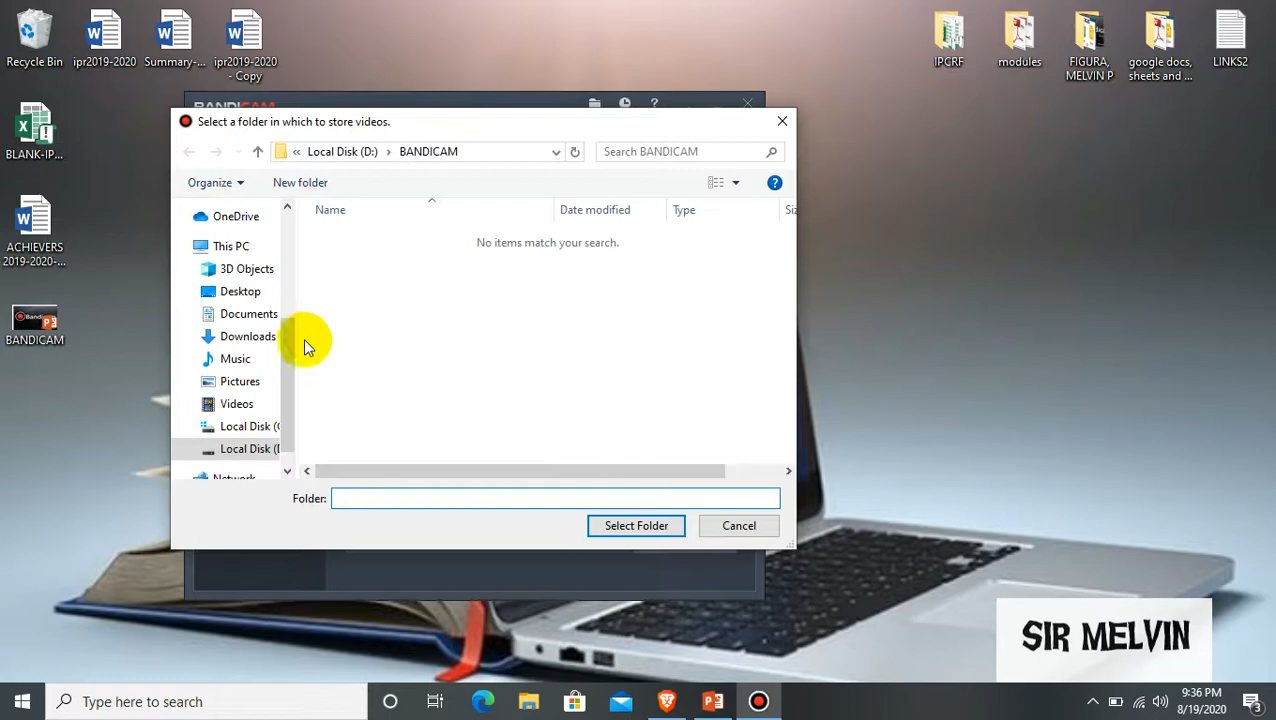 Recycle Bin
ipr2019-2020
Summary-...
ipr2019-2020
- Copy
IPCRF
modules
FIGURA,
MELVIN P
google docs,
sheets and ...
LINKS2
BLANK-IP...
ACHIEVERS
2019-2020-...
BANDICAM
BANDICAM
Select a folder in which to store videos.
« Local Disk (D:) › BANDICAM
Search BANDICAM
Organize
New folder
Name
Date modified
Type
Siz
No items match your search.
OneDrive
This PC
3D Objects
Desktop
Documents
Downloads
Music
Pictures
Videos
Local Disk (
Local Disk (
Network
Folder:
Select Folder
Cancel
SIR MELVIN
Type here to search
9:36 PM
8/19/2020
3